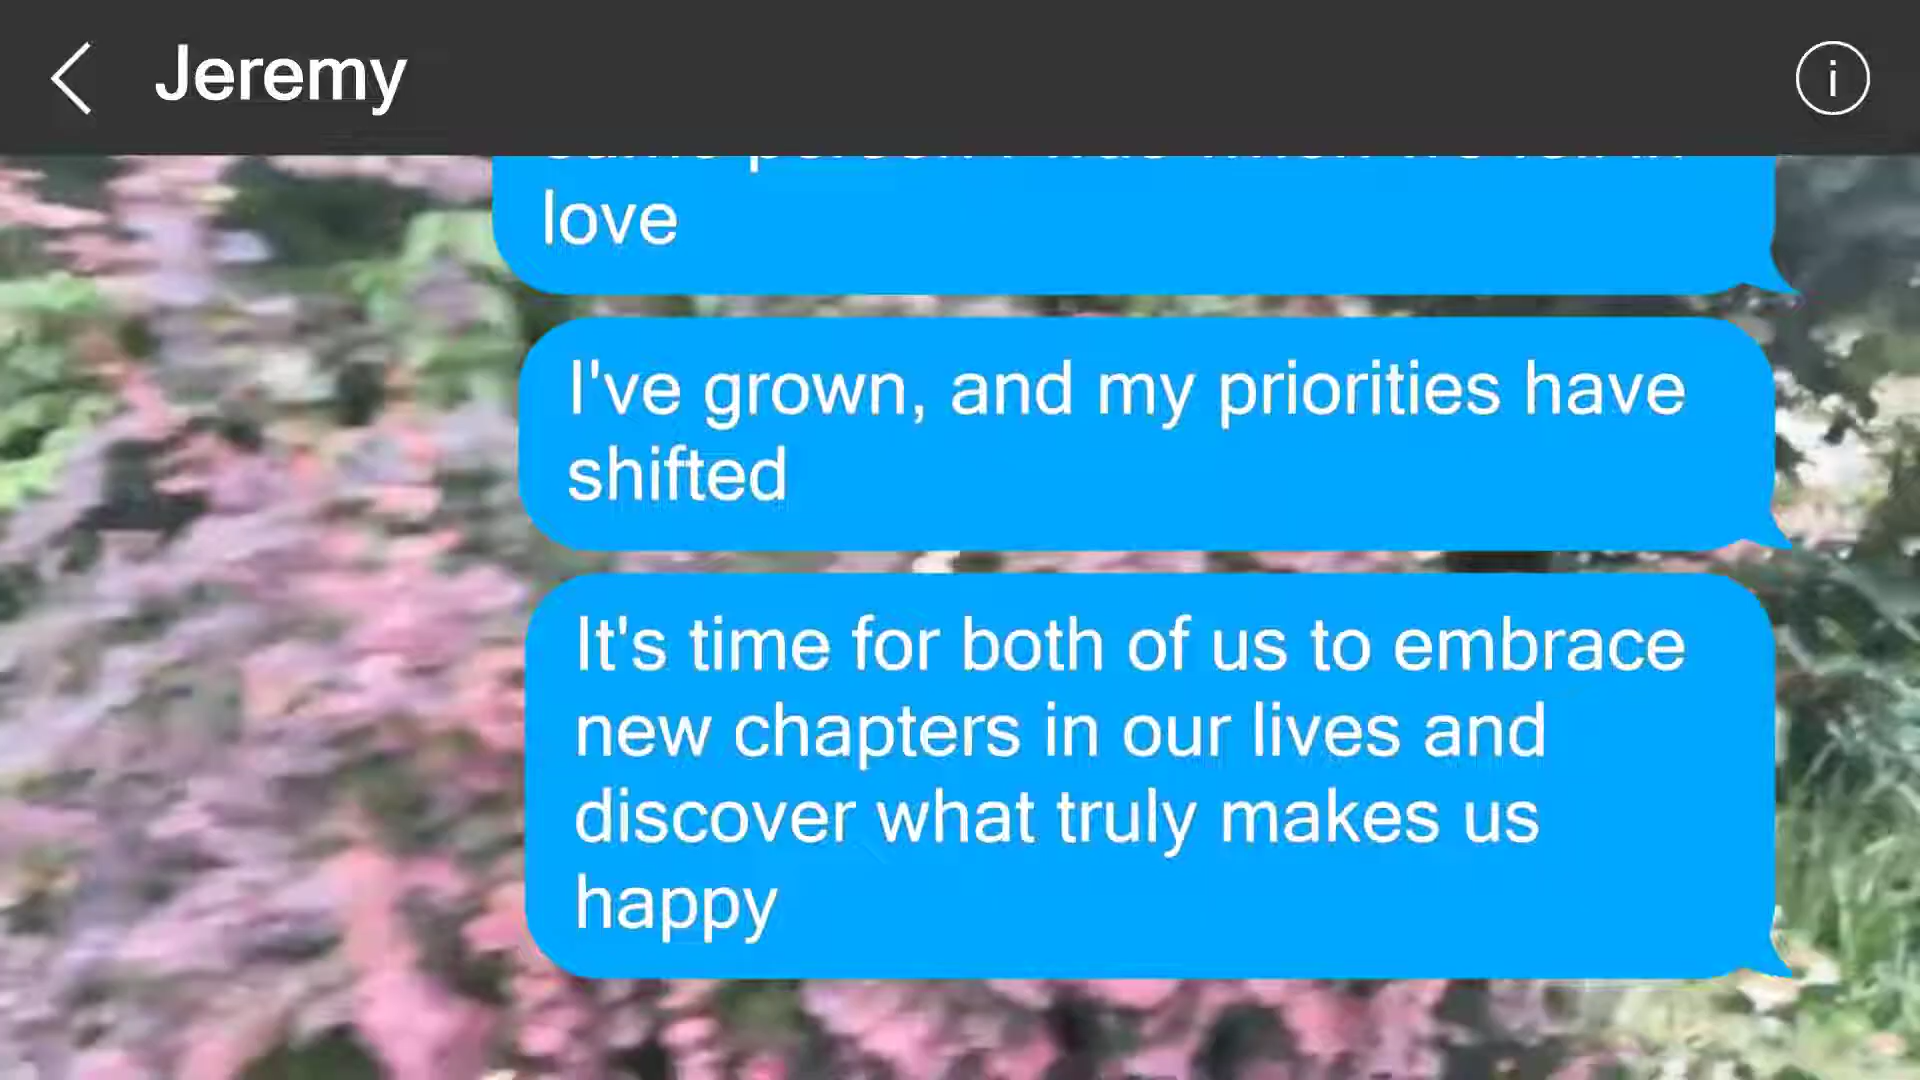 Jeremy
love
I've grown, and my priorities have
shifted
It's time for both of us to embrace
new chapters in our lives and
discover what truly makes us
happy